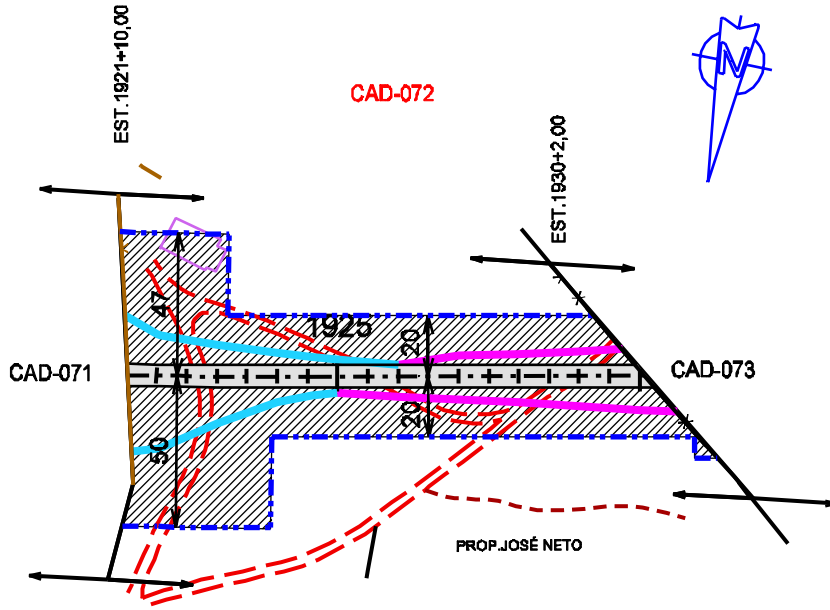 EST.1921+10,00
CAD-072
N
EST.1930+2,00
47
1925
20
CAD-071
CAD-073
50
20
PROP.JOSÉ NETO